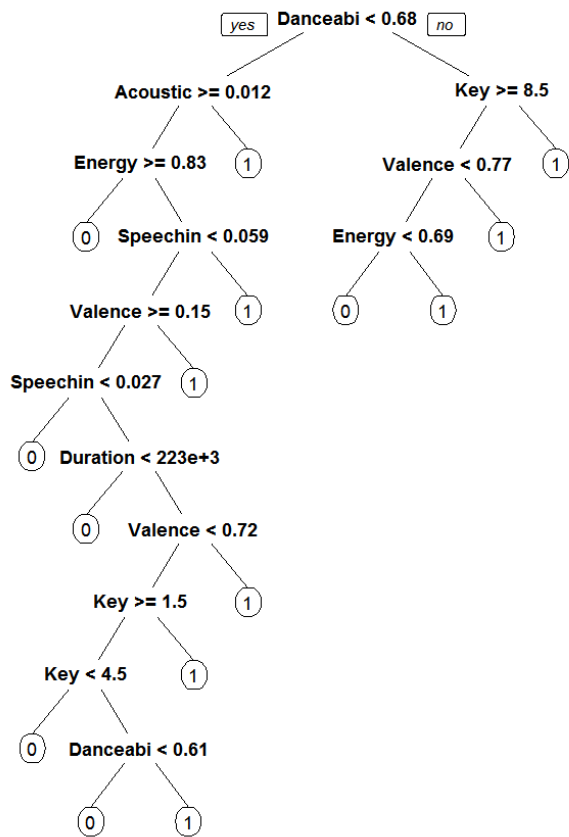 yes Danceabi < 0.68 no
Acoustic >= 0.012 Key >= 8.5
Energy >= 0.83 1 Valence < 0.77 1
0 Speechin < 0.059 Energy < 0.69 1
Valence >= 0.15 1 0 1
Speechin < 0.027 1
0 Duration < 223e+3
0 Valence < 0.72
Key >= 1.5 1
Key < 4.5 1
0 Danceabi < 0.61
0 1